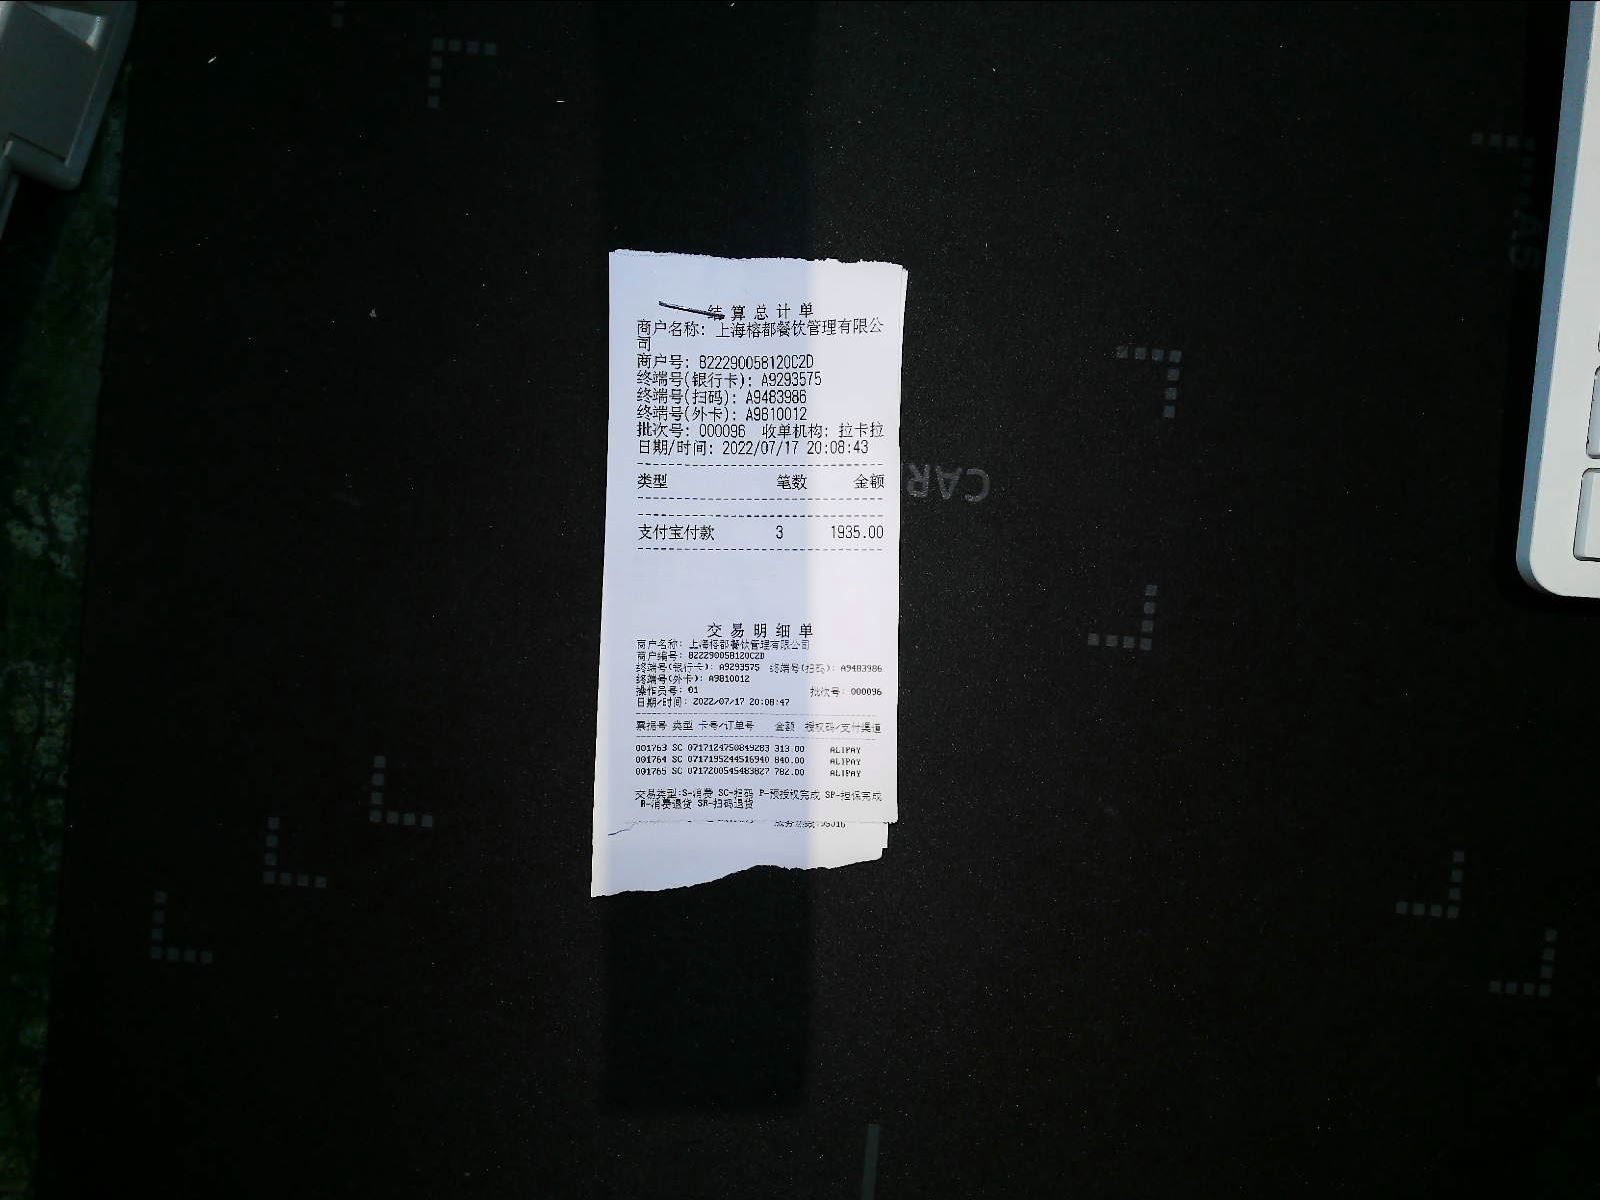 结算总计单
商户名称: 上海榕都餐饮管理有限公
司
商户号: 822290058120C2D
终端号(银行卡): A9293575
终端号(扫码): A9483986
终端号(外卡): A9810012
批次号: 000096 收单机构: 拉卡拉
日期/时间: 2022/07/17 20:08:43
类型 笔数 金额
支付宝付款 3 1935.00
交易明细单
商户名称: 上海榕都餐饮管理有限公司
商户编号: 822290058120C2D
终端号(银行卡): A9293575 终端号(扫码): A9483986
终端号(外卡): A9810012
操作员号: 01 批次号: 000096
日期/时间: 2022/07/17 20:08:47
票据号 类型 卡号/订单号 金额 授权码/支付渠道
001763 SC 0717124750849283 313.00 ALIPAY
001764 SC 0717195244516940 840.00 ALIPAY
001765 SC 0717200545483827 782.00 ALIPAY
交易类型:S-消费 SC-扫码 P-预授权完成 SP-担保完成
R-消费退货 SR-扫码退货
CAR